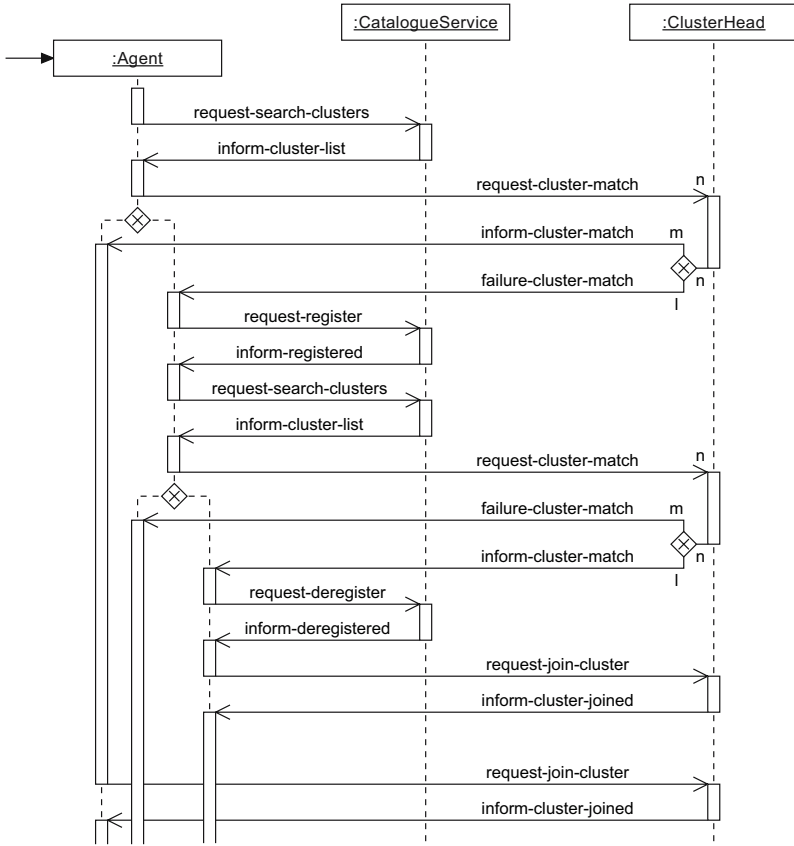 :CatalogueService
:ClusterHead
:Agent
request-search-clusters
inform-cluster-list
request-cluster-match
n
inform-cluster-match
m
n
failure-cluster-match
l
request-register
inform-registered
request-search-clusters
inform-cluster-list
request-cluster-match
n
failure-cluster-match
m
n
inform-cluster-match
l
request-deregister
inform-deregistered
request-join-cluster
inform-cluster-joined
request-join-cluster
inform-cluster-joined